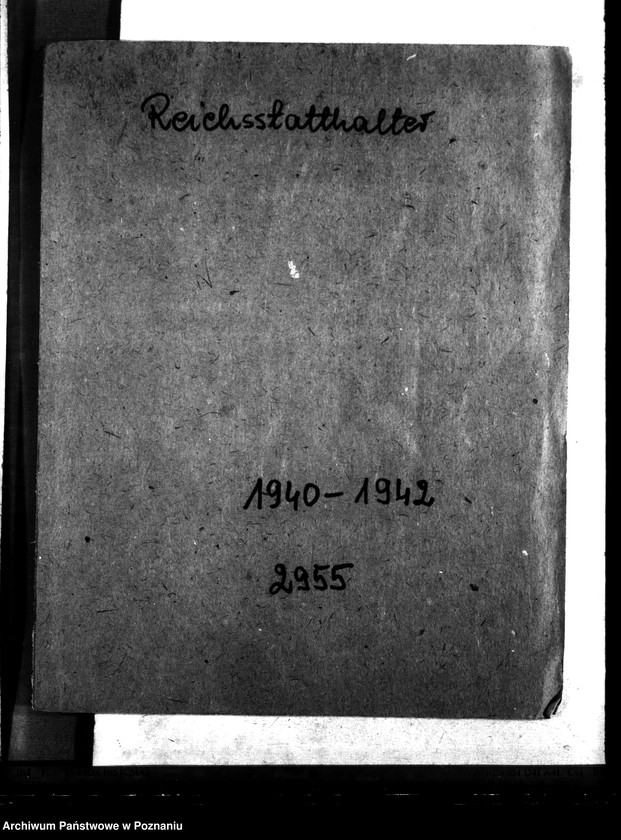 Reichsstatthalter
1940-1942
2955
Archiwum Państwowe w Poznaniu